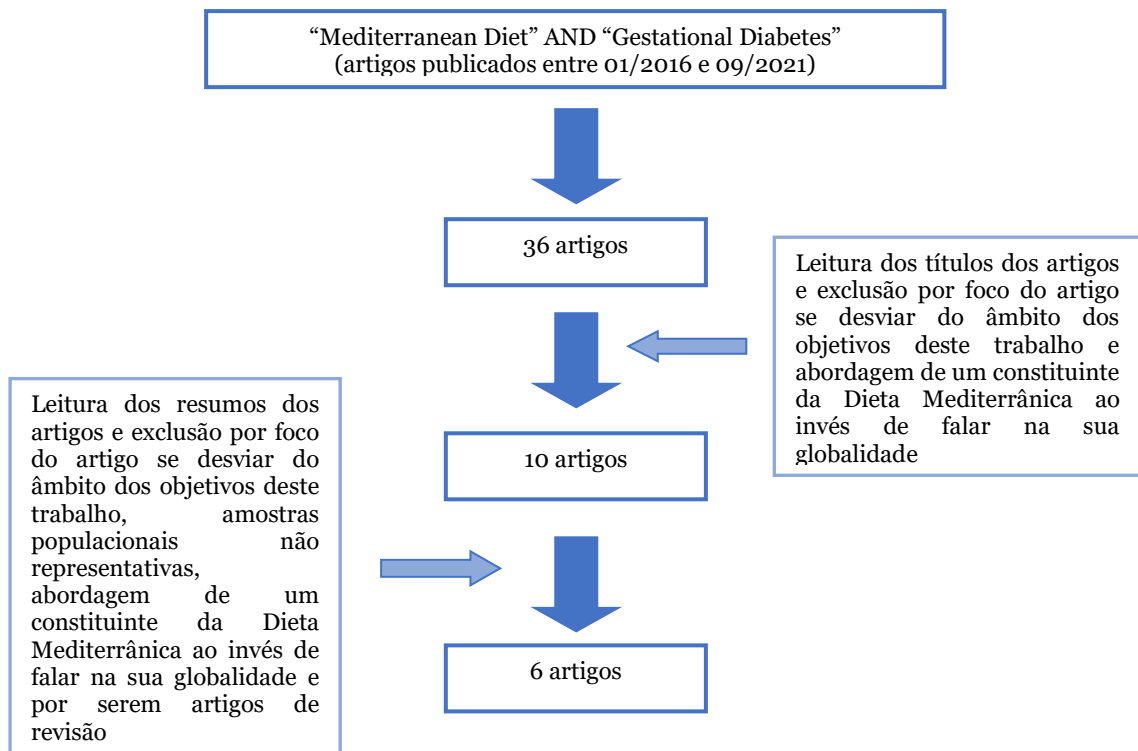 “Mediterranean Diet” AND “Gestational Diabetes”
(artigos publicados entre 01/2016 e 09/2021)
36 artigos
Leitura dos títulos dos artigos
e exclusão por foco do artigo
se desviar do âmbito dos
objetivos deste trabalho e
abordagem de um constituinte
da Dieta Mediterrânica ao
invés de falar na sua
globalidade
10 artigos
Leitura dos resumos dos
artigos e exclusão por foco
do artigo se desviar do
âmbito dos objetivos deste
trabalho, amostras
populacionais não
representativas,
abordagem de um
constituinte da Dieta
Mediterrânica ao invés de
falar na sua globalidade e
por serem artigos de
revisão
6 artigos